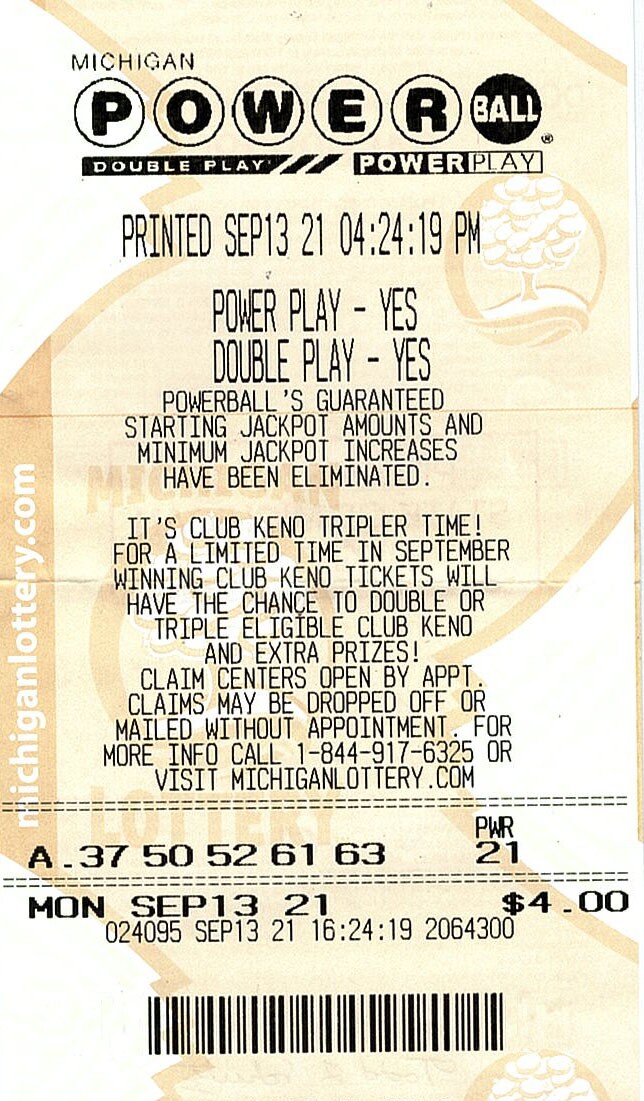 MICHIGAN
POWER BALL®
DOUBLE PLAY POWERPLAY
PRINTED SEP13 21 04:24:19 PM
POWER PLAY - YES
DOUBLE PLAY - YES
POWERBALL'S GUARANTEED
STARTING JACKPOT AMOUNTS AND
MINIMUM JACKPOT INCREASES
HAVE BEEN ELIMINATED.
IT'S CLUB KENO TRIPLER TIME!
FOR A LIMITED TIME IN SEPTEMBER
WINNING CLUB KENO TICKETS WILL
HAVE THE CHANCE TO DOUBLE OR
TRIPLE ELIGIBLE CLUB KENO
AND EXTRA PRIZES!
CLAIM CENTERS OPEN BY APPT.
CLAIMS MAY BE DROPPED OFF OR
MAILED WITHOUT APPOINTMENT. FOR
MORE INFO CALL 1-844-917-6325 OR
VISIT MICHIGANLOTTERY.COM
PWR
A.37 50 52 61 63 21
MON SEP13 21 $4.00
024095 SEP13 21 16:24:19 2064300
michiganlottery.com
MICHIGAN
LOTTERY